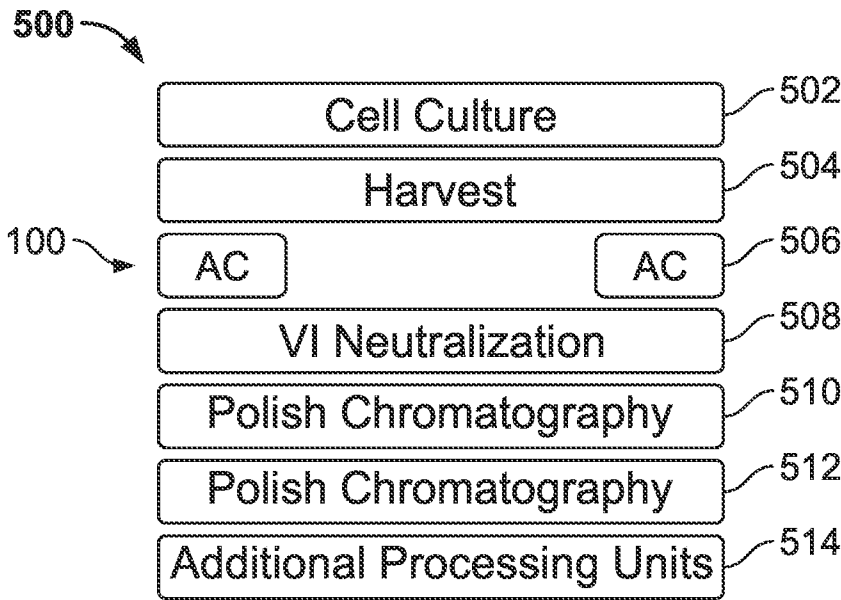 500
Cell Culture 502
Harvest 504
100 AC AC 506
VI Neutralization 508
Polish Chromatography 510
Polish Chromatography 512
Additional Processing Units 514